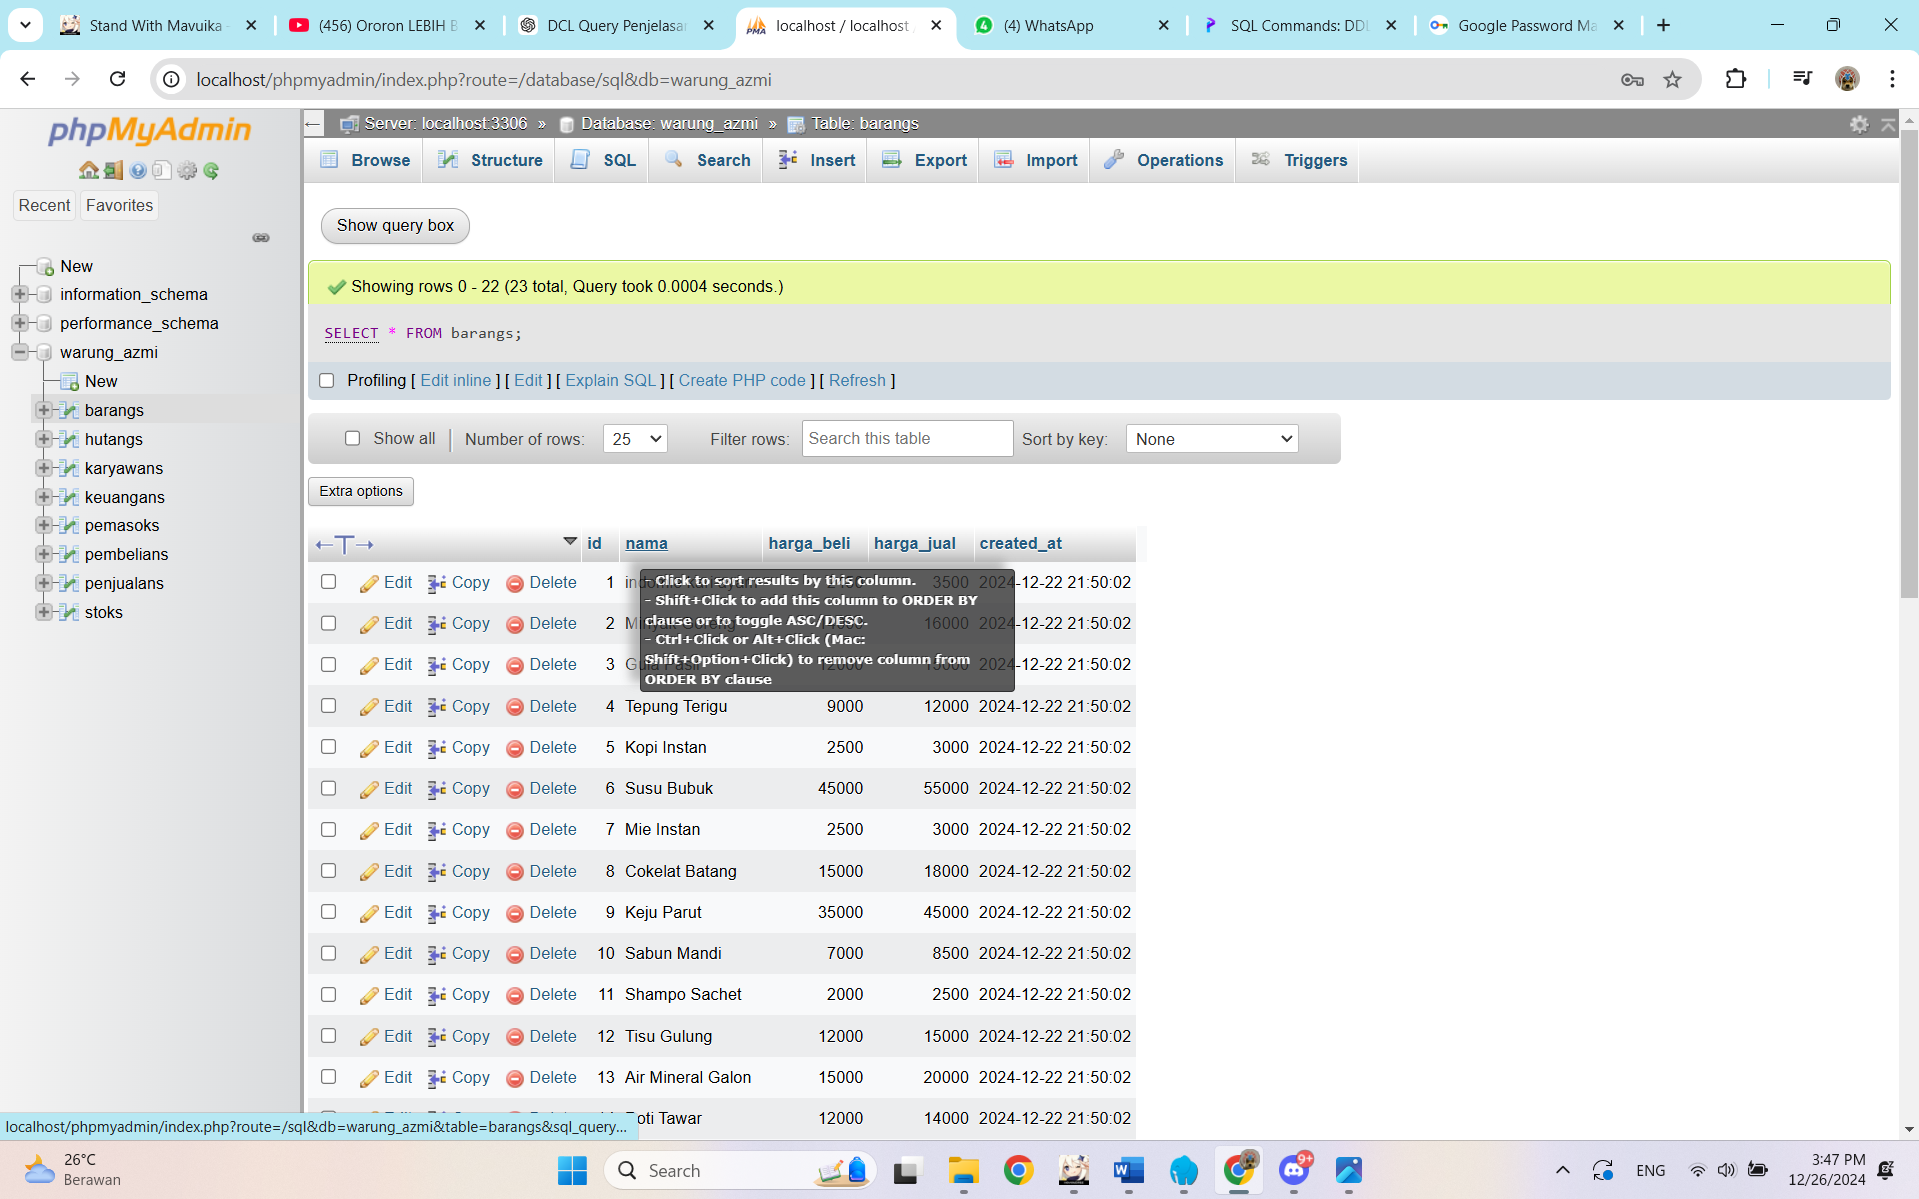 Stand With Mavuika -
(456) Ororon LEBIH B
DCL Query Penjelasan
localhost / localhost /
(4) WhatsApp
SQL Commands: DDL
Google Password Ma
localhost/phpmyadmin/index.php?route=/database/sql&db=warung_azmi
phpMyAdmin
Recent Favorites
New
information_schema
performance_schema
warung_azmi
New
barangs
hutangs
karyawans
keuangans
pemasoks
pembelians
penjualans
stoks
Server: localhost:3306 » Database: warung_azmi » Table: barangs
Browse Structure SQL Search Insert Export Import Operations Triggers
Show query box
Showing rows 0 - 22 (23 total, Query took 0.0004 seconds.)
SELECT * FROM barangs;
Profiling [ Edit inline ] [ Edit ] [ Explain SQL ] [ Create PHP code ] [ Refresh ]
Show all Number of rows: 25 Filter rows: Search this table Sort by key: None
Extra options
id nama harga_beli harga_jual created_at
Edit Copy Delete 1 3500 2024-12-22 21:50:02
Edit Copy Delete 2 16000 2024-12-22 21:50:02
Edit Copy Delete 3 Gula Pasir 12000 15000 2024-12-22 21:50:02
- Click to sort results by this column.
- Shift+Click to add this column to ORDER BY
clause or to toggle ASC/DESC.
- Ctrl+Click or Alt+Click (Mac:
Shift+Option+Click) to remove column from
ORDER BY clause
Edit Copy Delete 4 Tepung Terigu 9000 12000 2024-12-22 21:50:02
Edit Copy Delete 5 Kopi Instan 2500 3000 2024-12-22 21:50:02
Edit Copy Delete 6 Susu Bubuk 45000 55000 2024-12-22 21:50:02
Edit Copy Delete 7 Mie Instan 2500 3000 2024-12-22 21:50:02
Edit Copy Delete 8 Cokelat Batang 15000 18000 2024-12-22 21:50:02
Edit Copy Delete 9 Keju Parut 35000 45000 2024-12-22 21:50:02
Edit Copy Delete 10 Sabun Mandi 7000 8500 2024-12-22 21:50:02
Edit Copy Delete 11 Shampo Sachet 2000 2500 2024-12-22 21:50:02
Edit Copy Delete 12 Tisu Gulung 12000 15000 2024-12-22 21:50:02
Edit Copy Delete 13 Air Mineral Galon 15000 20000 2024-12-22 21:50:02
oti Tawar 12000 14000 2024-12-22 21:50:02
localhost/phpmyadmin/index.php?route=/sql&db=warung_azmi&table=barangs&sql_query...
26°C
Berawan
Search
9+
ENG
3:47 PM
12/26/2024